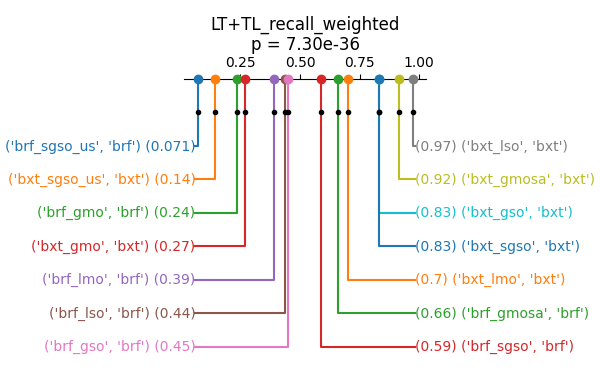 LT+TL_recall_weighted
p = 7.30e-36
0.25 0.50 0.75 1.00
('brf_sgso_us', 'brf') (0.071) (0.97) ('bxt_lso', 'bxt')
('bxt_sgso_us', 'bxt') (0.14) (0.92) ('bxt_gmosa', 'bxt')
('brf_gmo', 'brf') (0.24) (0.83) ('bxt_gso', 'bxt')
('bxt_gmo', 'bxt') (0.27) (0.83) ('bxt_sgso', 'bxt')
('brf_lmo', 'brf') (0.39) (0.7) ('bxt_lmo', 'bxt')
('brf_lso', 'brf') (0.44) (0.66) ('brf_gmosa', 'brf')
('brf_gso', 'brf') (0.45) (0.59) ('brf_sgso', 'brf')